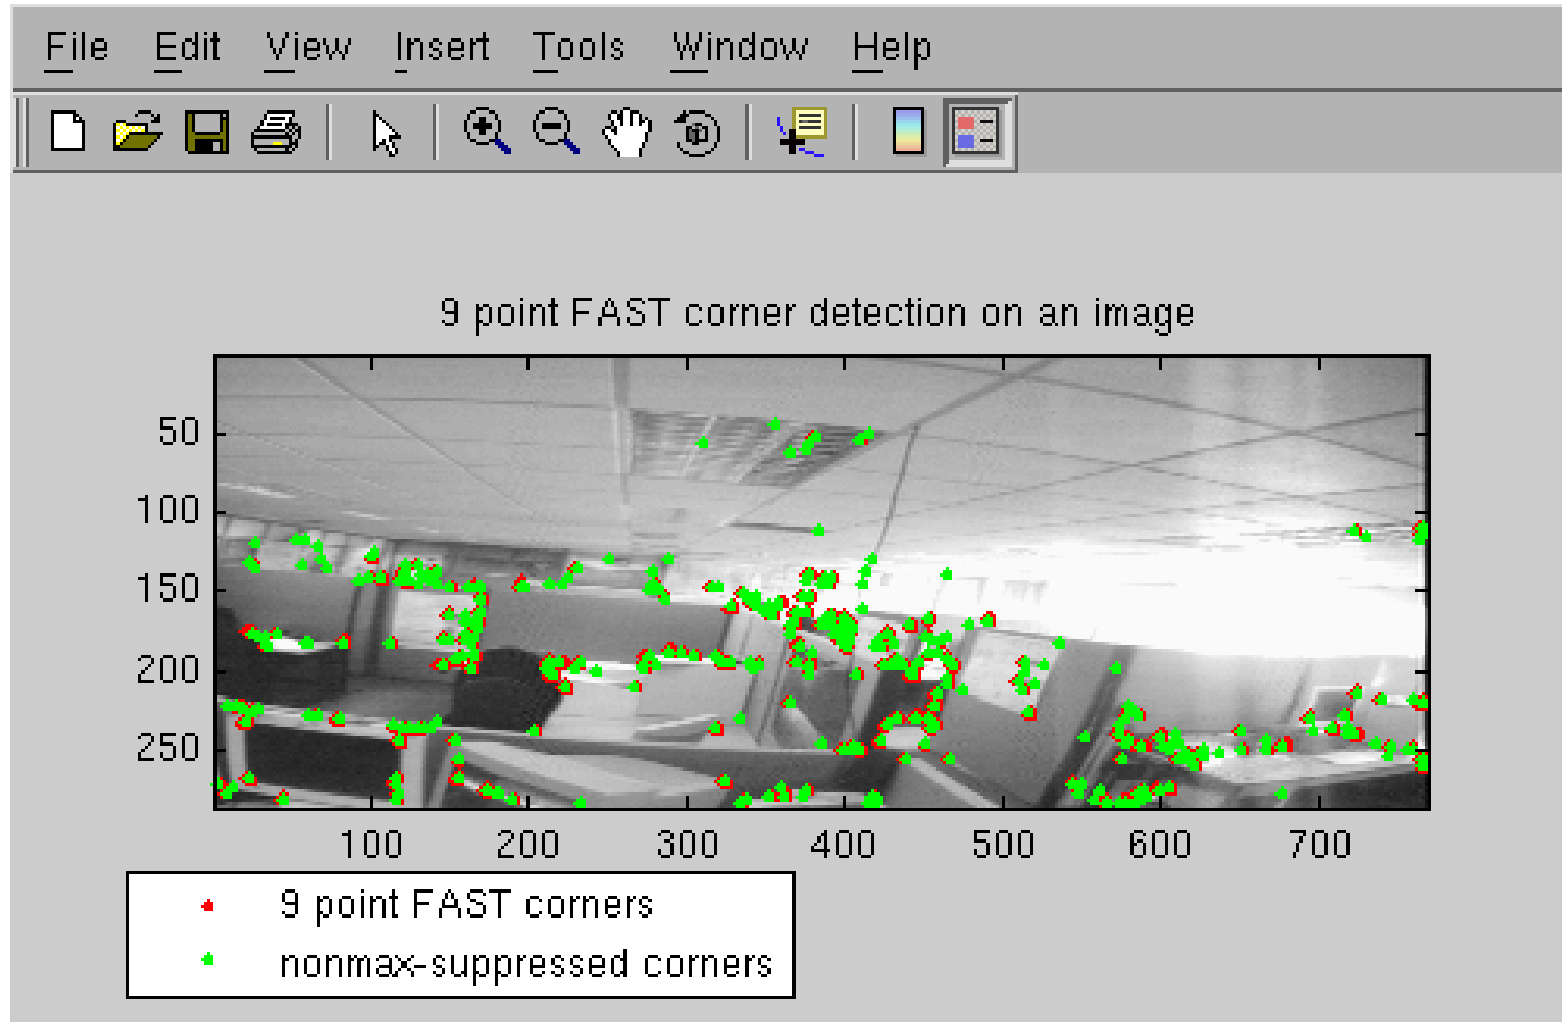 File Edit View Insert Tools Window Help
9 point FAST corner detection on an image
50
100
150
200
250
100 200 300 400 500 600 700
9 point FAST corners
nonmax-suppressed corners